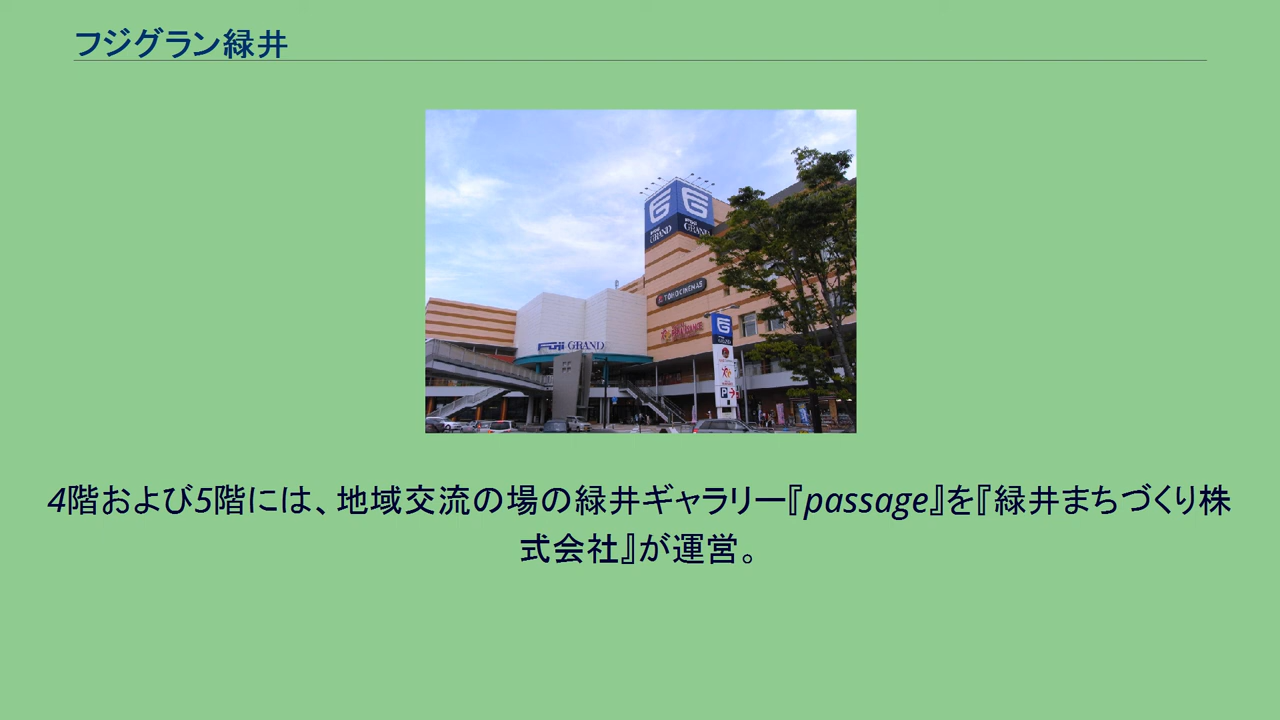 フジグラン緑井
Fuji GRAND
TOHO CINEMAS
Fuji GRAND
P
4階および5階には、地域交流の場の緑井ギャラリー『passage』を『緑井まちづくり株
式会社』が運営。